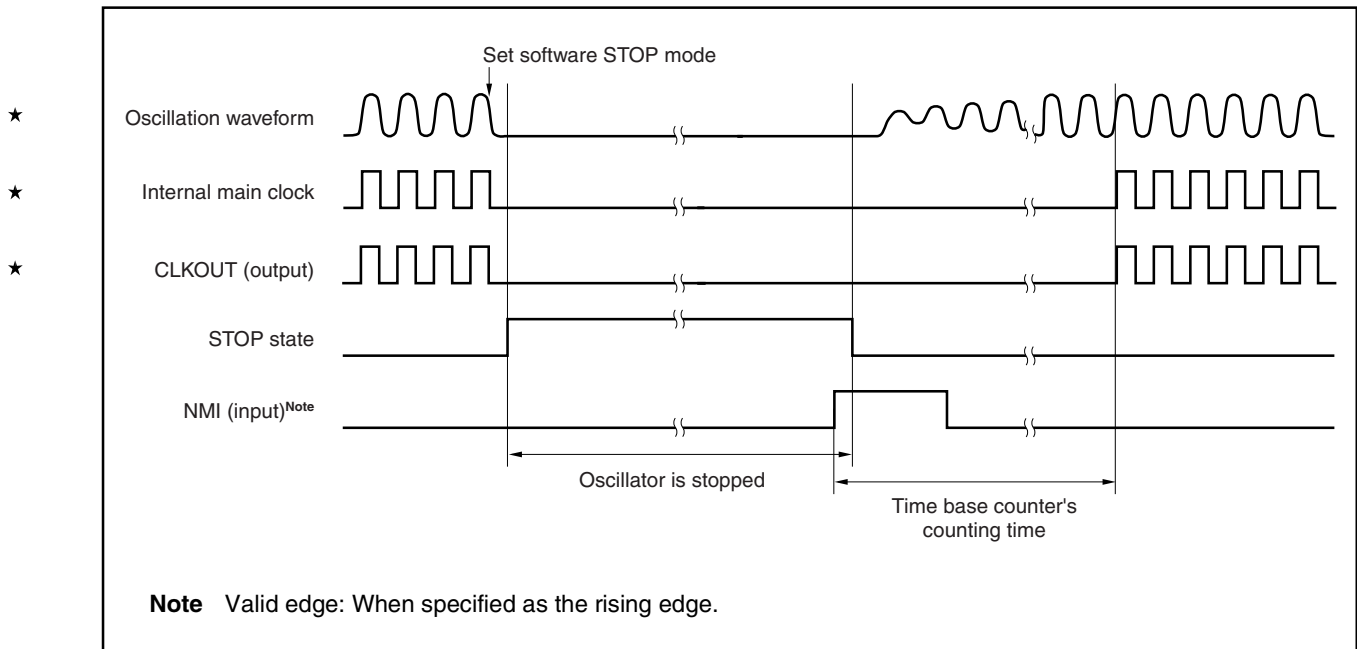 Set software STOP mode
★ Oscillation waveform
★ Internal main clock
★ CLKOUT (output)
STOP state
NMI (input)Note
Oscillator is stopped
Time base counter's
counting time
Note Valid edge: When specified as the rising edge.